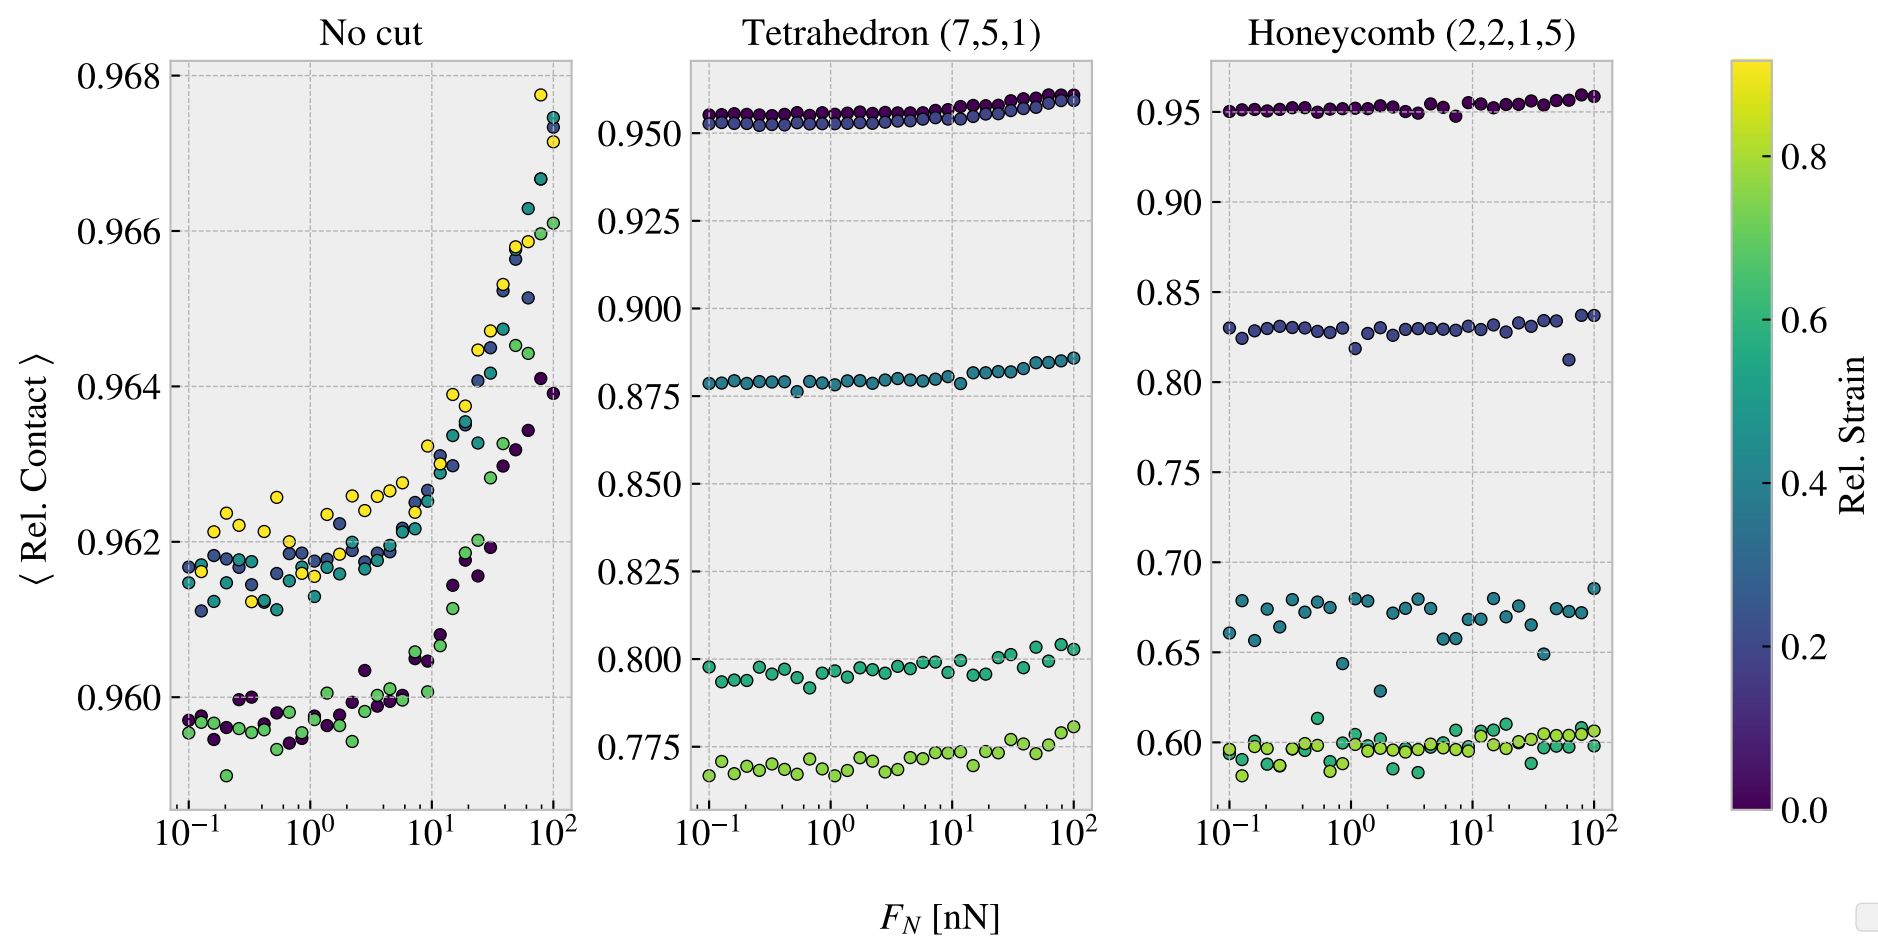 No cut
Tetrahedron (7,5,1)
Honeycomb (2,2,1,5)
⟨ Rel. Contact ⟩
0.968
0.966
0.964
0.962
0.960
10⁻¹ 10⁰ 10¹ 10²
0.950
0.925
0.900
0.875
0.850
0.825
0.800
0.775
10⁻¹ 10⁰ 10¹ 10²
0.95
0.90
0.85
0.80
0.75
0.70
0.65
0.60
10⁻¹ 10⁰ 10¹ 10²
0.8
0.6
0.4
0.2
0.0
Rel. Strain
F_N [nN]